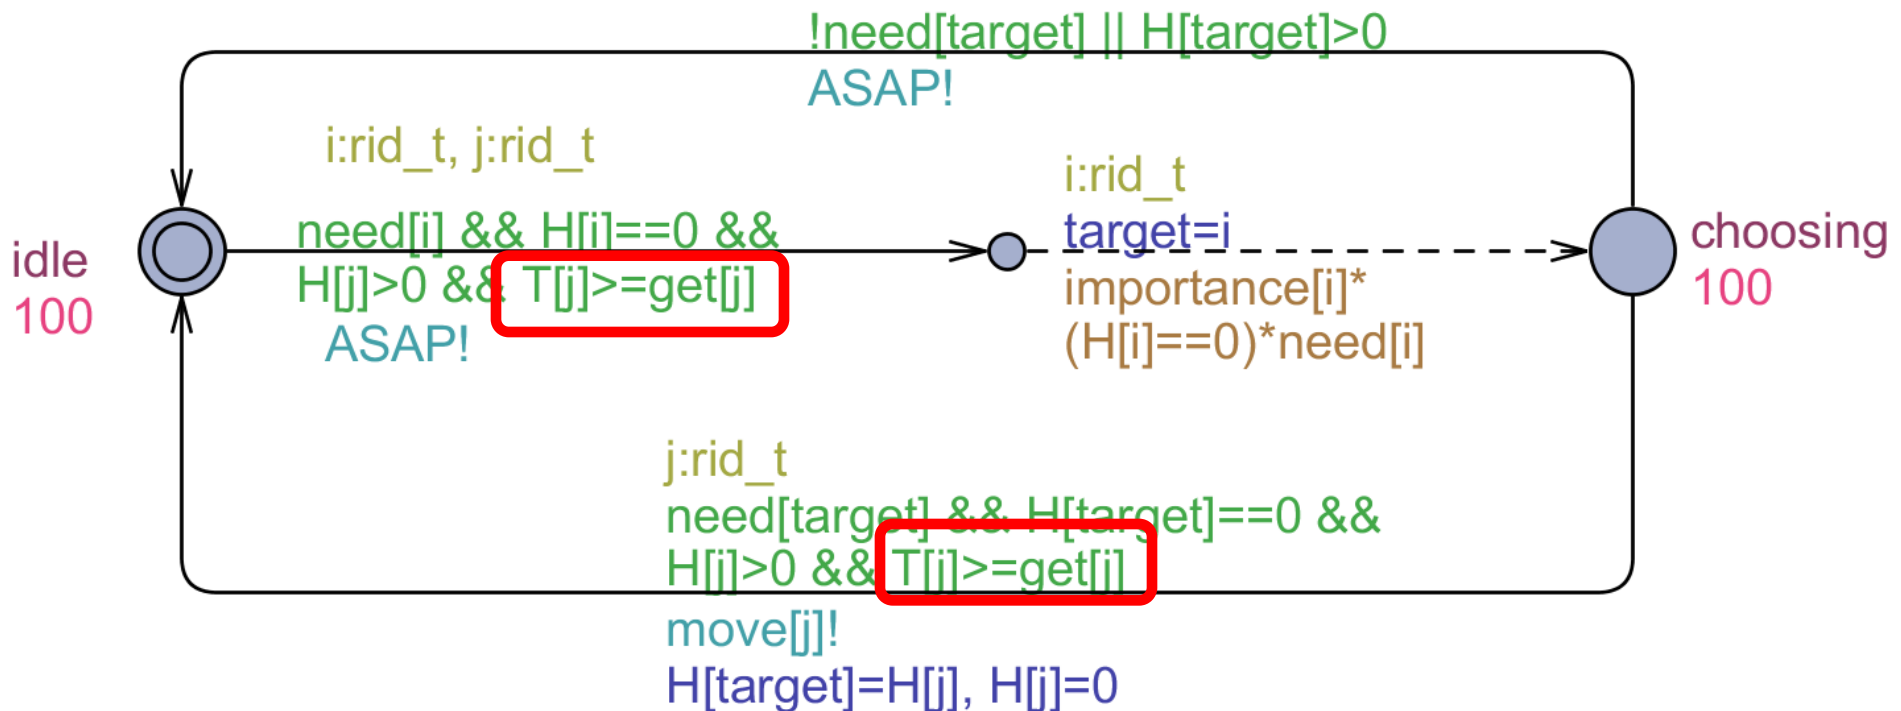 !need[target] || H[target]>0
ASAP!
i:rid_t, j:rid_t
need[i] && H[i]==0 &&
H[j]>0 && T[j]>=get[j]
ASAP!
idle
100
i:rid_t
target=i
importance[i]*
(H[i]==0)*need[i]
choosing
100
j:rid_t
need[target] && H[target]==0 &&
H[j]>0 && T[j]>=get[j]
move[j]!
H[target]=H[j], H[j]=0